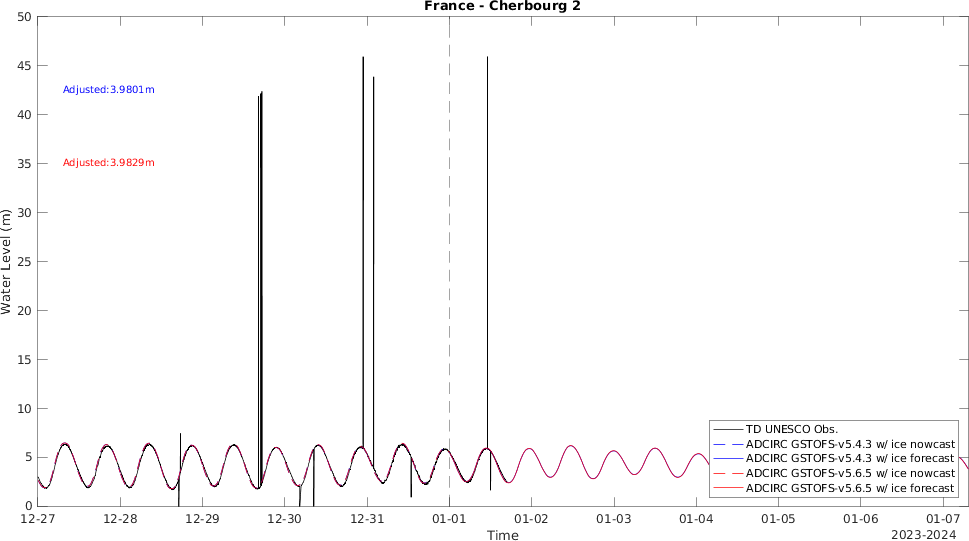 France - Cherbourg 2
50
45
40
35
30
25
20
15
10
5
0
Water Level (m)
Adjusted:3.9801m
Adjusted:3.9829m
TD UNESCO Obs.
ADCIRC GSTOFS-v5.4.3 w/ ice nowcast
ADCIRC GSTOFS-v5.4.3 w/ ice forecast
ADCIRC GSTOFS-v5.6.5 w/ ice nowcast
ADCIRC GSTOFS-v5.6.5 w/ ice forecast
12-27 12-28 12-29 12-30 12-31 01-01 01-02 01-03 01-04 01-05 01-06 01-07
Time
2023-2024